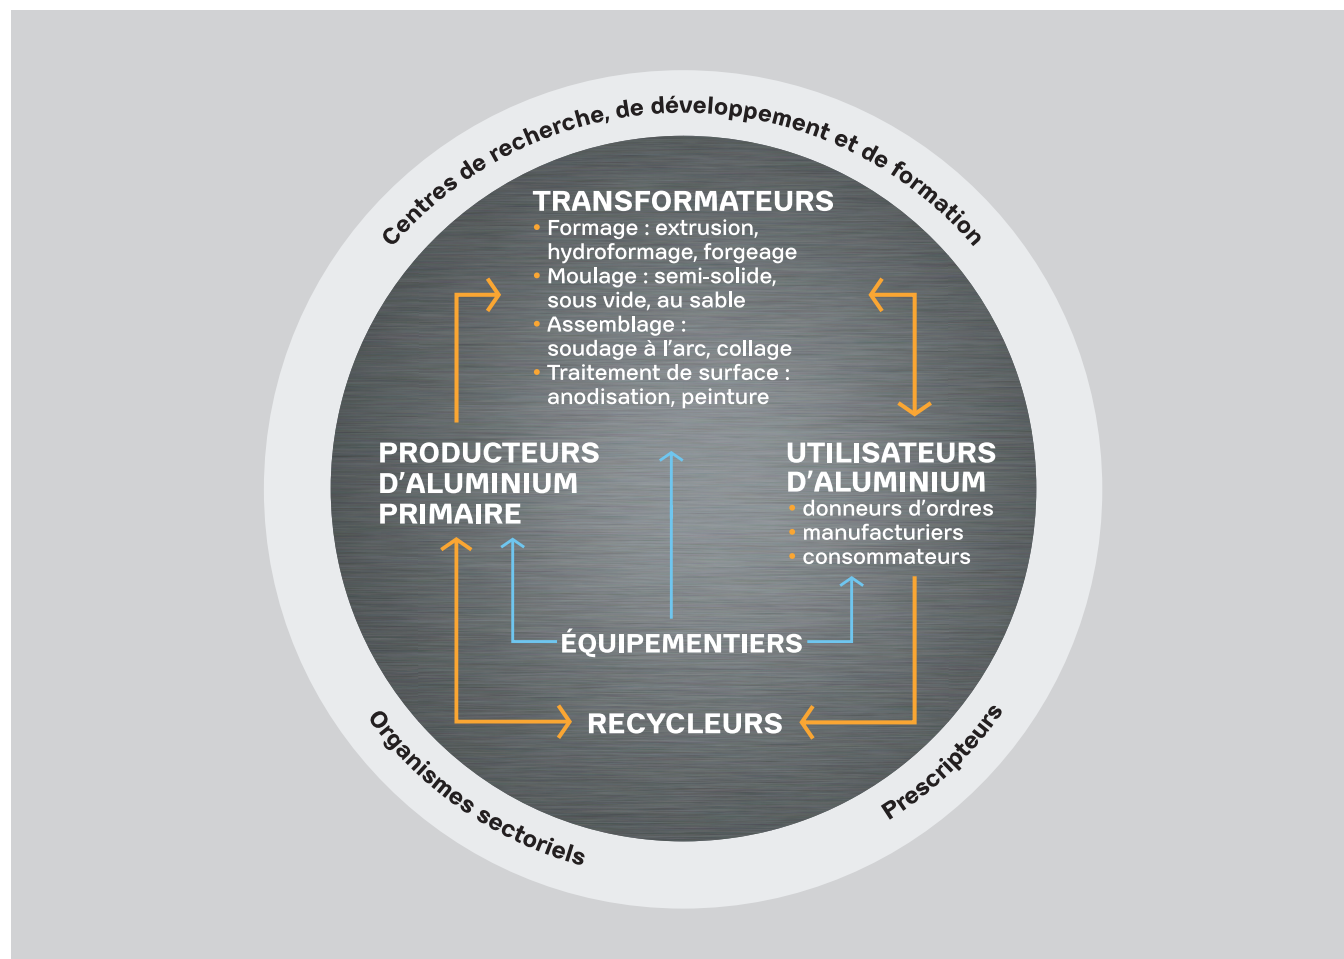 Centres de recherche, de développement et de formation
TRANSFORMATEURS
• Formage : extrusion,
hydroformage, forgeage
• Moulage : semi-solide,
sous vide, au sable
• Assemblage :
soudage à l'arc, collage
• Traitement de surface :
anodisation, peinture
PRODUCTEURS
D'ALUMINIUM
PRIMAIRE
UTILISATEURS
D'ALUMINIUM
• donneurs d'ordres
• manufacturiers
• consommateurs
ÉQUIPEMENTIERS
RECYCLEURS
Organismes sectoriels
Prescripteurs